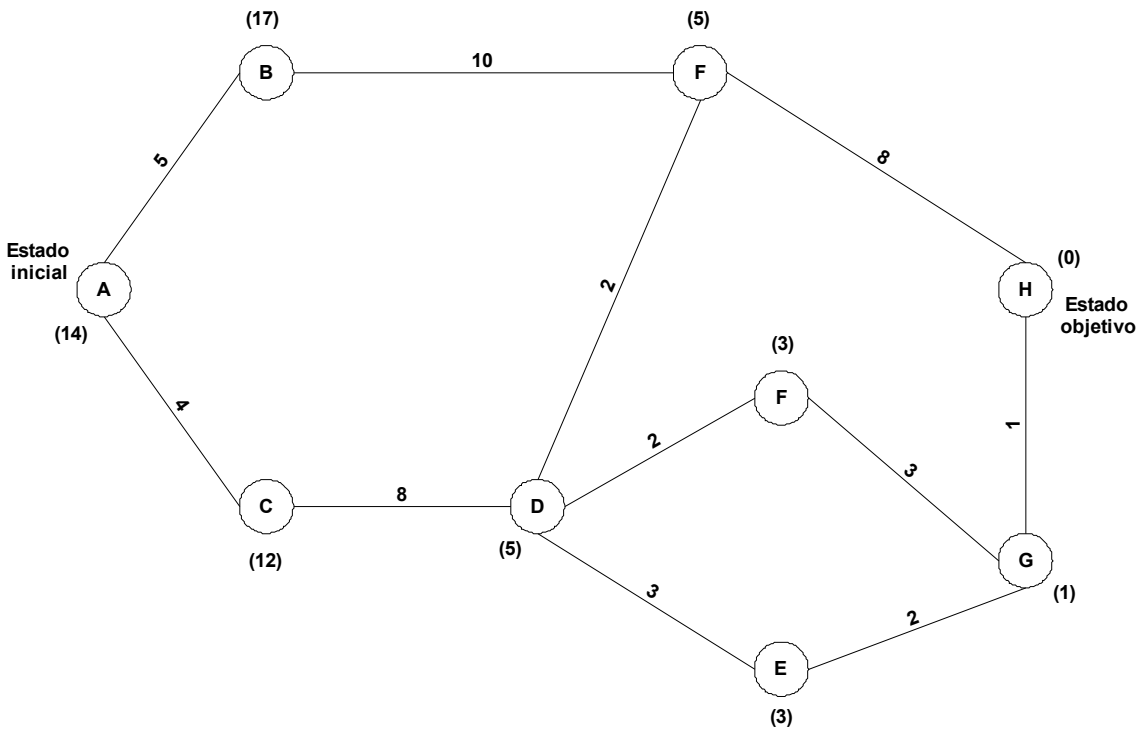 (17)
(5)
B
10
F
5
8
Estado
inicial
A
(14)
2
(0)
H
Estado
objetivo
4
(3)
F
2
3
1
C
8
D
(12)
(5)
G
(1)
3
2
E
(3)